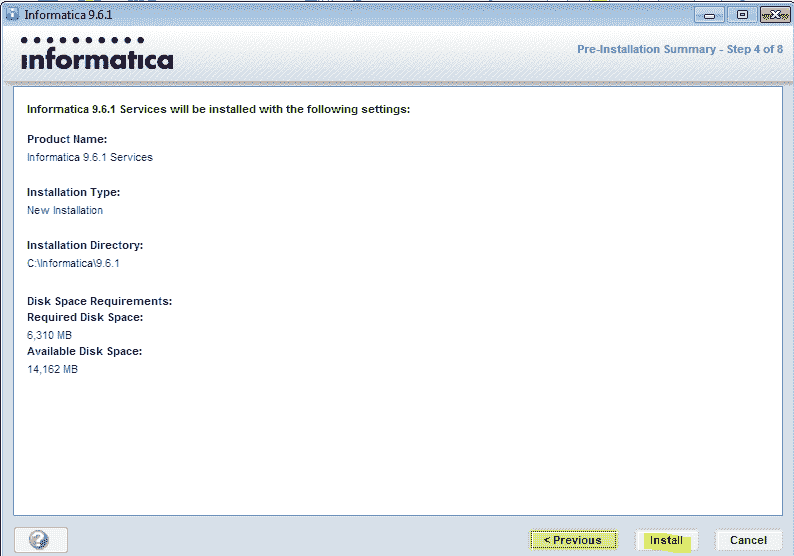 Informatica 9.6.1
informatica
Pre-Installation Summary - Step 4 of 8
Informatica 9.6.1 Services will be installed with the following settings:
Product Name:
Informatica 9.6.1 Services
Installation Type:
New Installation
Installation Directory:
C:\Informatica\9.6.1
Disk Space Requirements:
Required Disk Space:
6,310 MB
Available Disk Space:
14,162 MB
< Previous
Install
Cancel